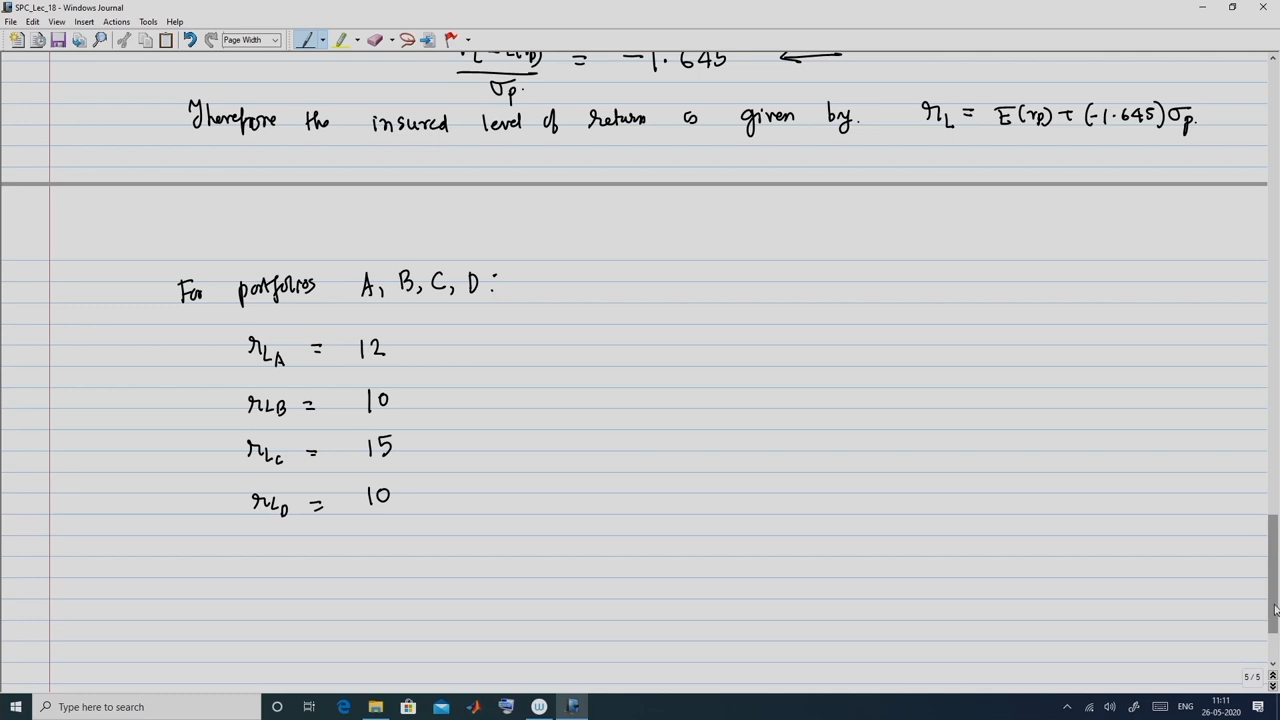 SPC_Lec_18 - Windows Journal
File Edit View Insert Actions Tools Help
Page Width
= -1.645 ←
σp.
Therefore the insured level of return is given by. rL = E(rp) + (-1.645)σp.
For portfolios A, B, C, D:
rLA = 12
rLB = 10
rLC = 15
rLD = 10
5/5
Type here to search
ENG
11:11
26-05-2020